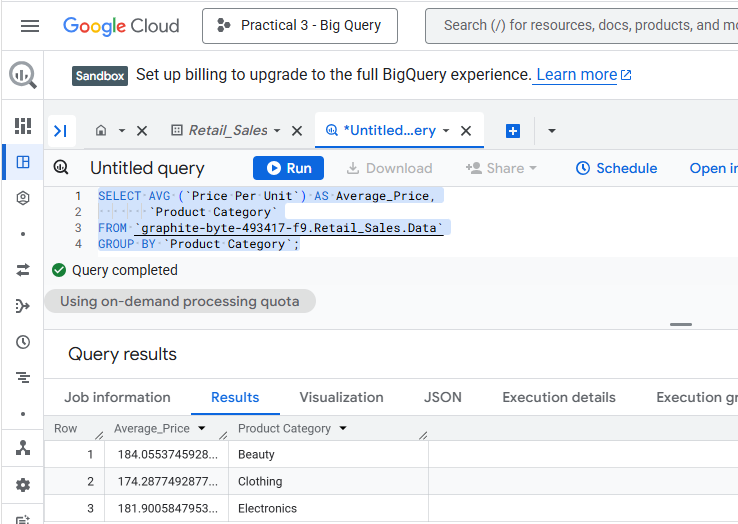 Google Cloud
Practical 3 - Big Query
Search (/) for resources, docs, products, and mo
Sandbox Set up billing to upgrade to the full BigQuery experience. Learn more
Retail_Sales
*Untitled...ery
Untitled query
Run
Download
Share
Schedule
Open in
1 SELECT AVG (`Price Per Unit`) AS Average_Price,
2 `Product Category`
3 FROM `graphite-byte-493417-f9.Retail_Sales.Data`
4 GROUP BY `Product Category`;
Query completed
Using on-demand processing quota
Query results
Job information Results Visualization JSON Execution details Execution gr
Row Average_Price Product Category
1 184.0553745928... Beauty
2 174.2877492877... Clothing
3 181.9005847953... Electronics